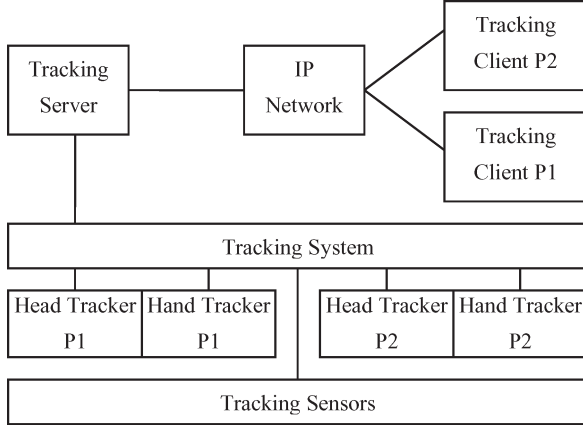 Tracking
Server
IP
Network
Tracking
Client P2
Tracking
Client P1
Tracking System
Head Tracker
P1
Hand Tracker
P1
Head Tracker
P2
Hand Tracker
P2
Tracking Sensors